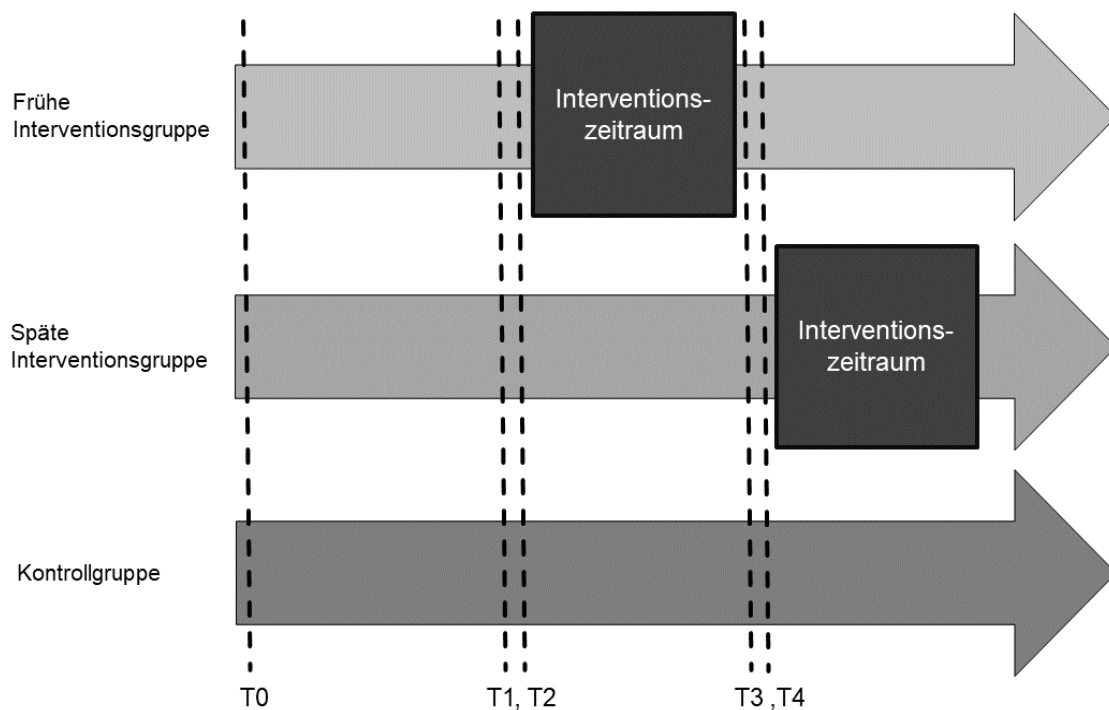 Frühe
Interventionsgruppe
Interventions-
zeitraum
Späte
Interventionsgruppe
Interventions-
zeitraum
Kontrollgruppe
T0
T1, T2
T3 ,T4